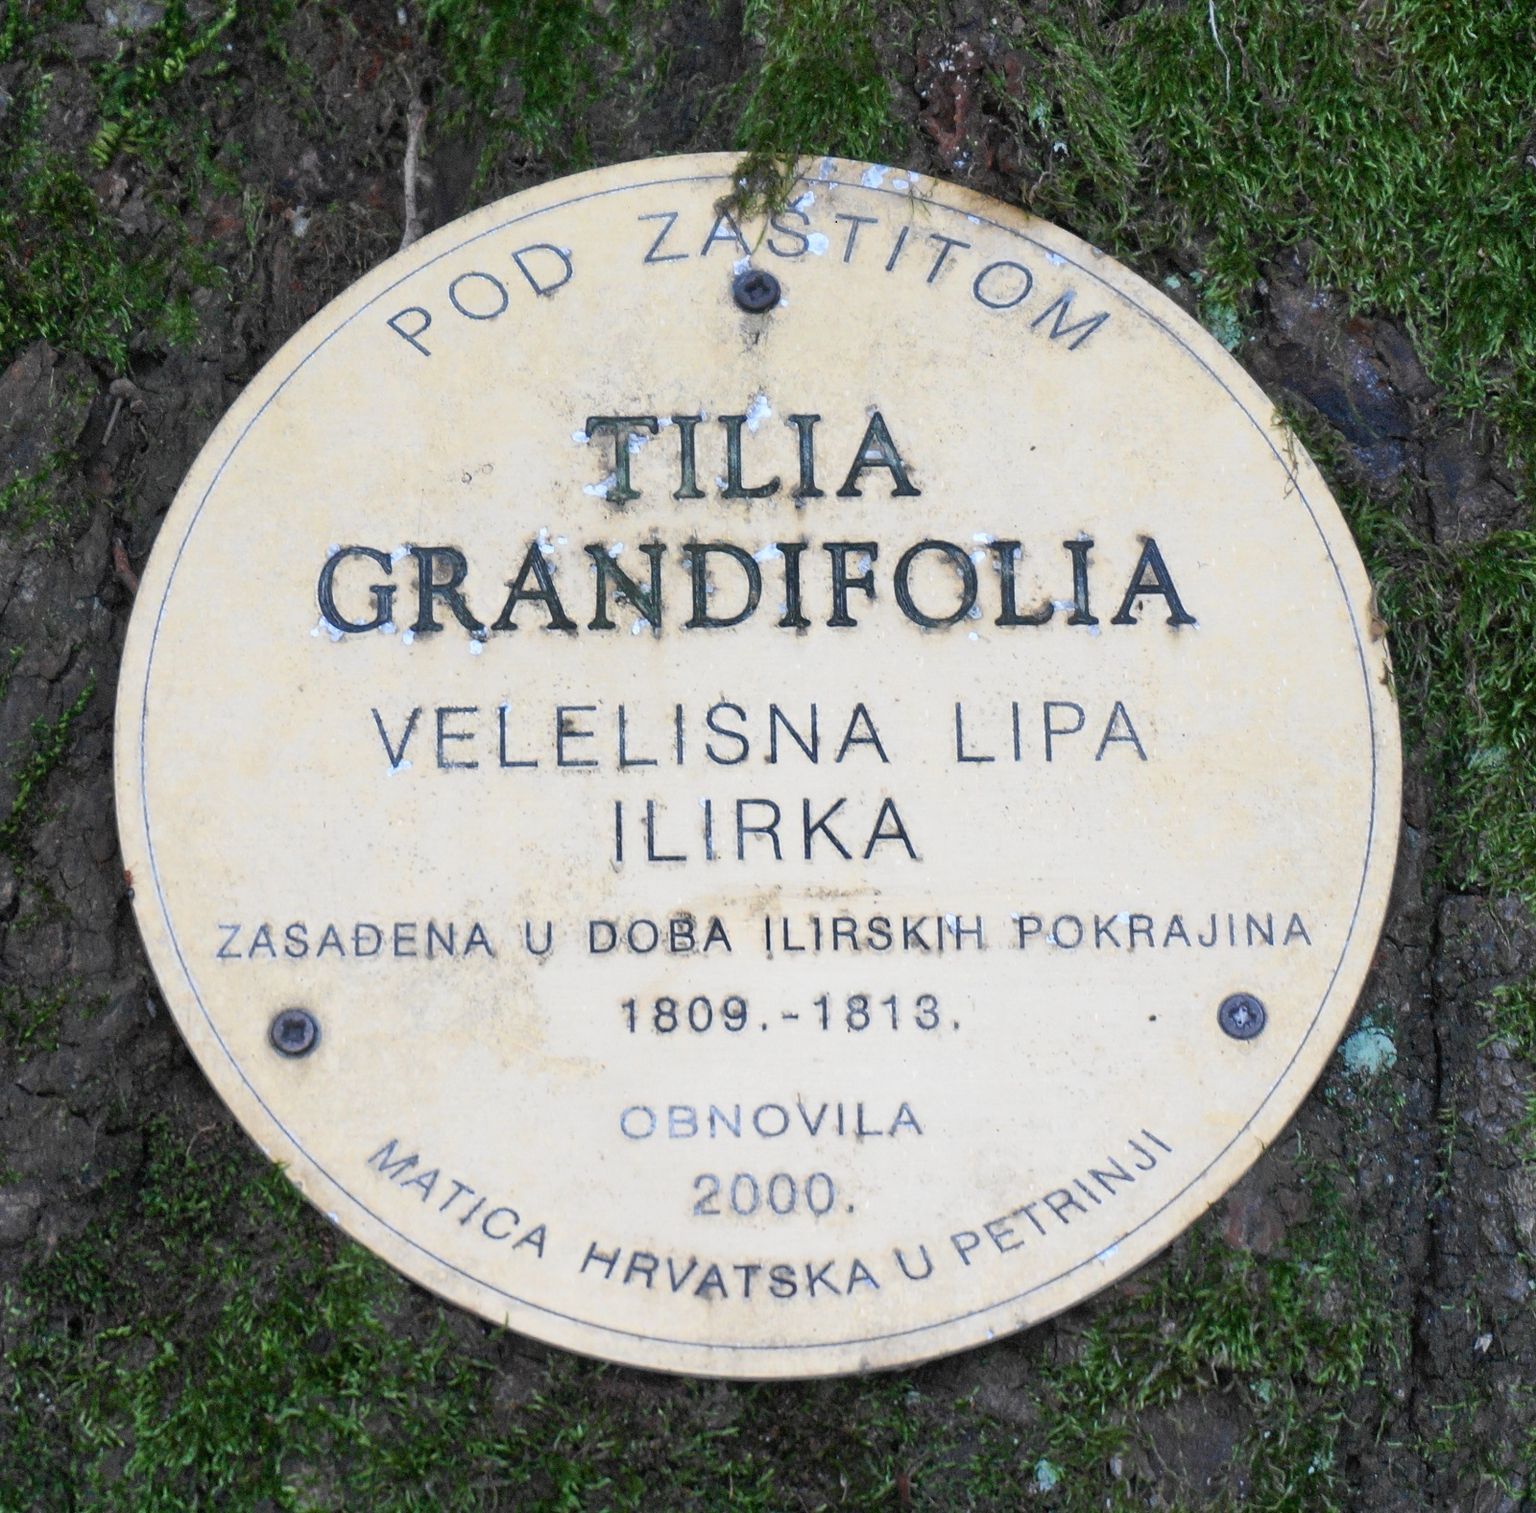 POD ZAŠTITOM
TILIA
GRANDIFOLIA
VELELISNA LIPA
ILIRKA
ZASAĐENA U DOBA ILIRSKIH POKRAJINA
1809.-1813.
OBNOVILA
2000.
MATICA HRVATSKA U PETRINJI